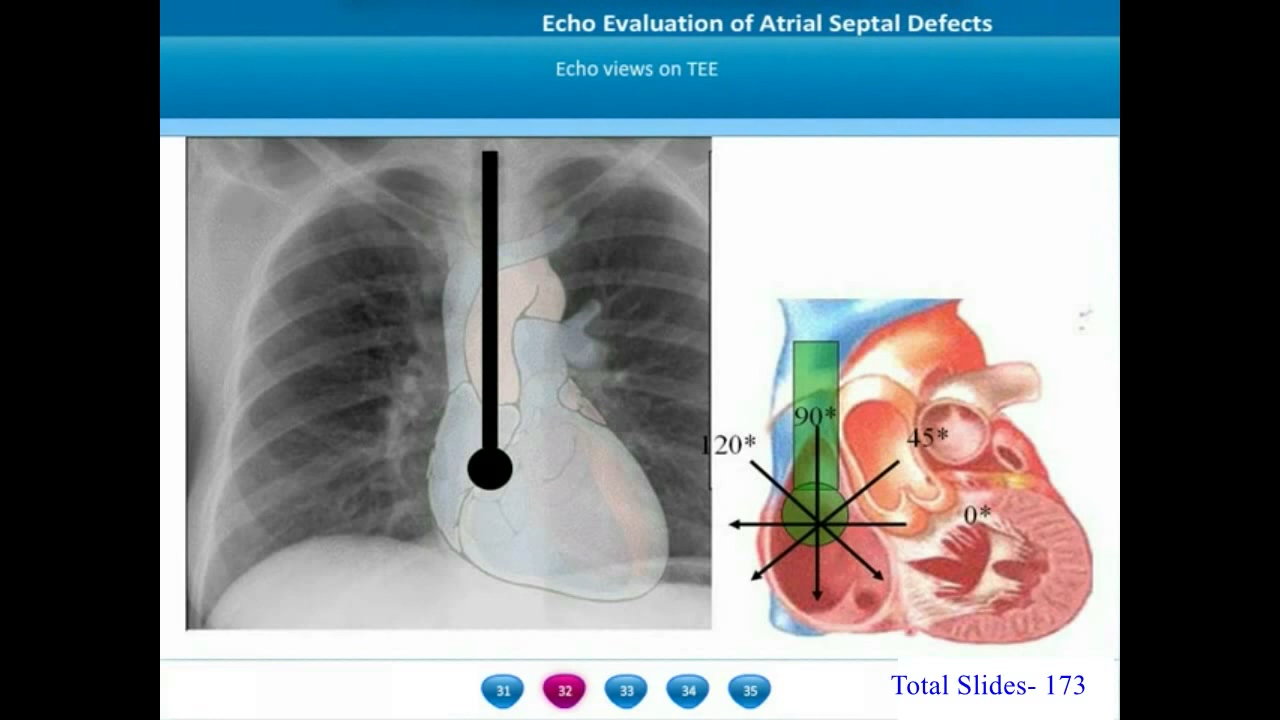 Echo Evaluation of Atrial Septal Defects
Echo views on TEE
90*
120*
45*
0*
31 32 33 34 35
Total Slides- 173